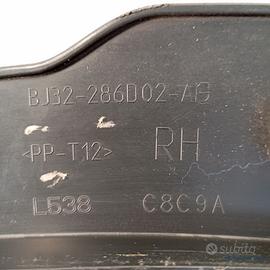 BJ32-286D02-AG
<PP-T12> RH
L538 C8C9A
subito